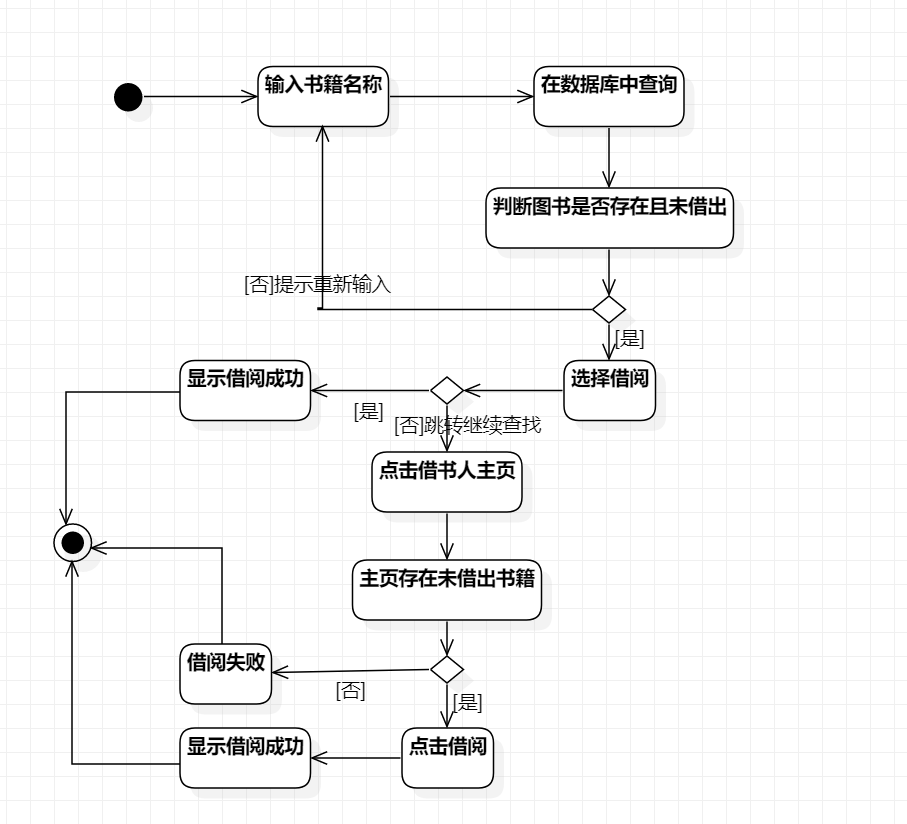 输入书籍名称
在数据库中查询
判断图书是否存在且未借出
[否]提示重新输入
[是]
选择借阅
显示借阅成功
[是]
[否]跳转继续查找
点击借书人主页
主页存在未借出书籍
借阅失败
[否]
[是]
显示借阅成功
点击借阅